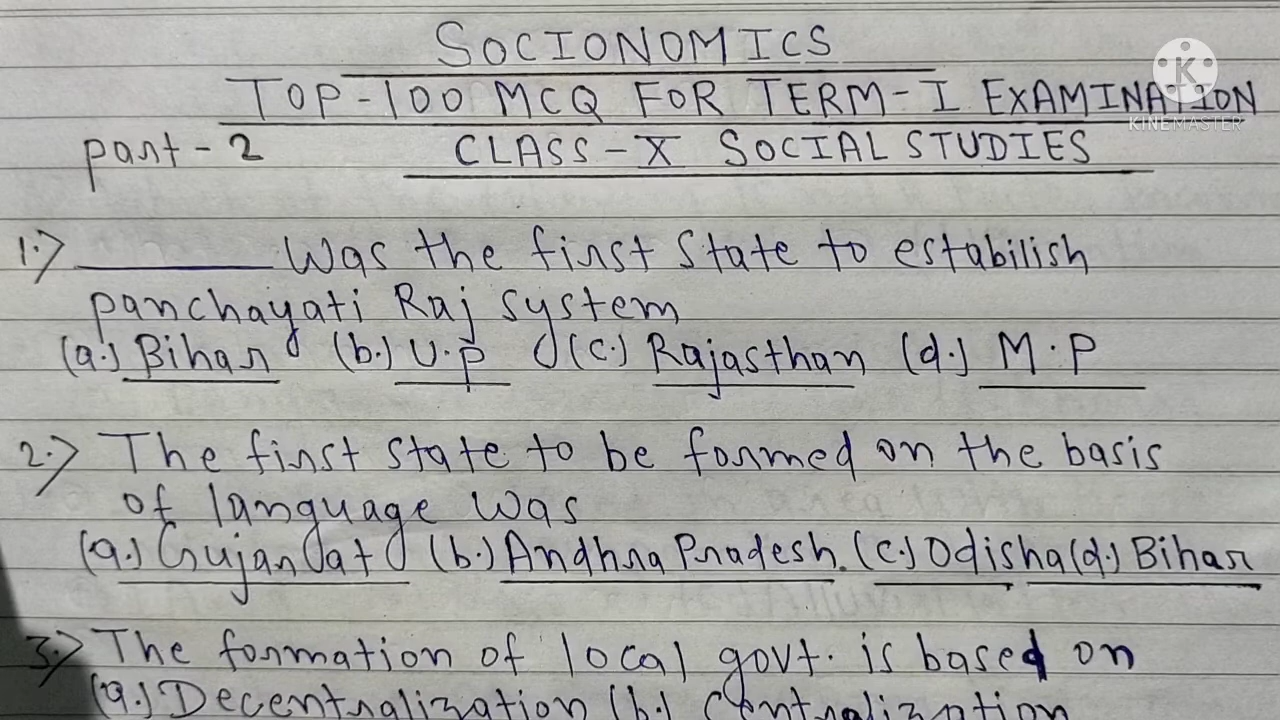 SOCIONOMICS
TOP-100 MCQ FOR TERM-I EXAMINATION
KINEMASTER
part-2 CLASS-X SOCIAL STUDIES
1.) ________ Was the first state to estabilish
panchayati Raj system
(a.) Bihar (b.) U.P (c.) Rajasthan (d.) M.P
2.) The first state to be formed on the basis
of language was
(a.) Gujarat (b.) Andhra Pradesh. (c.) Odisha (d.) Bihar
3.) The formation of local govt. is based on
(a.) Decentralization (b.) Centralization